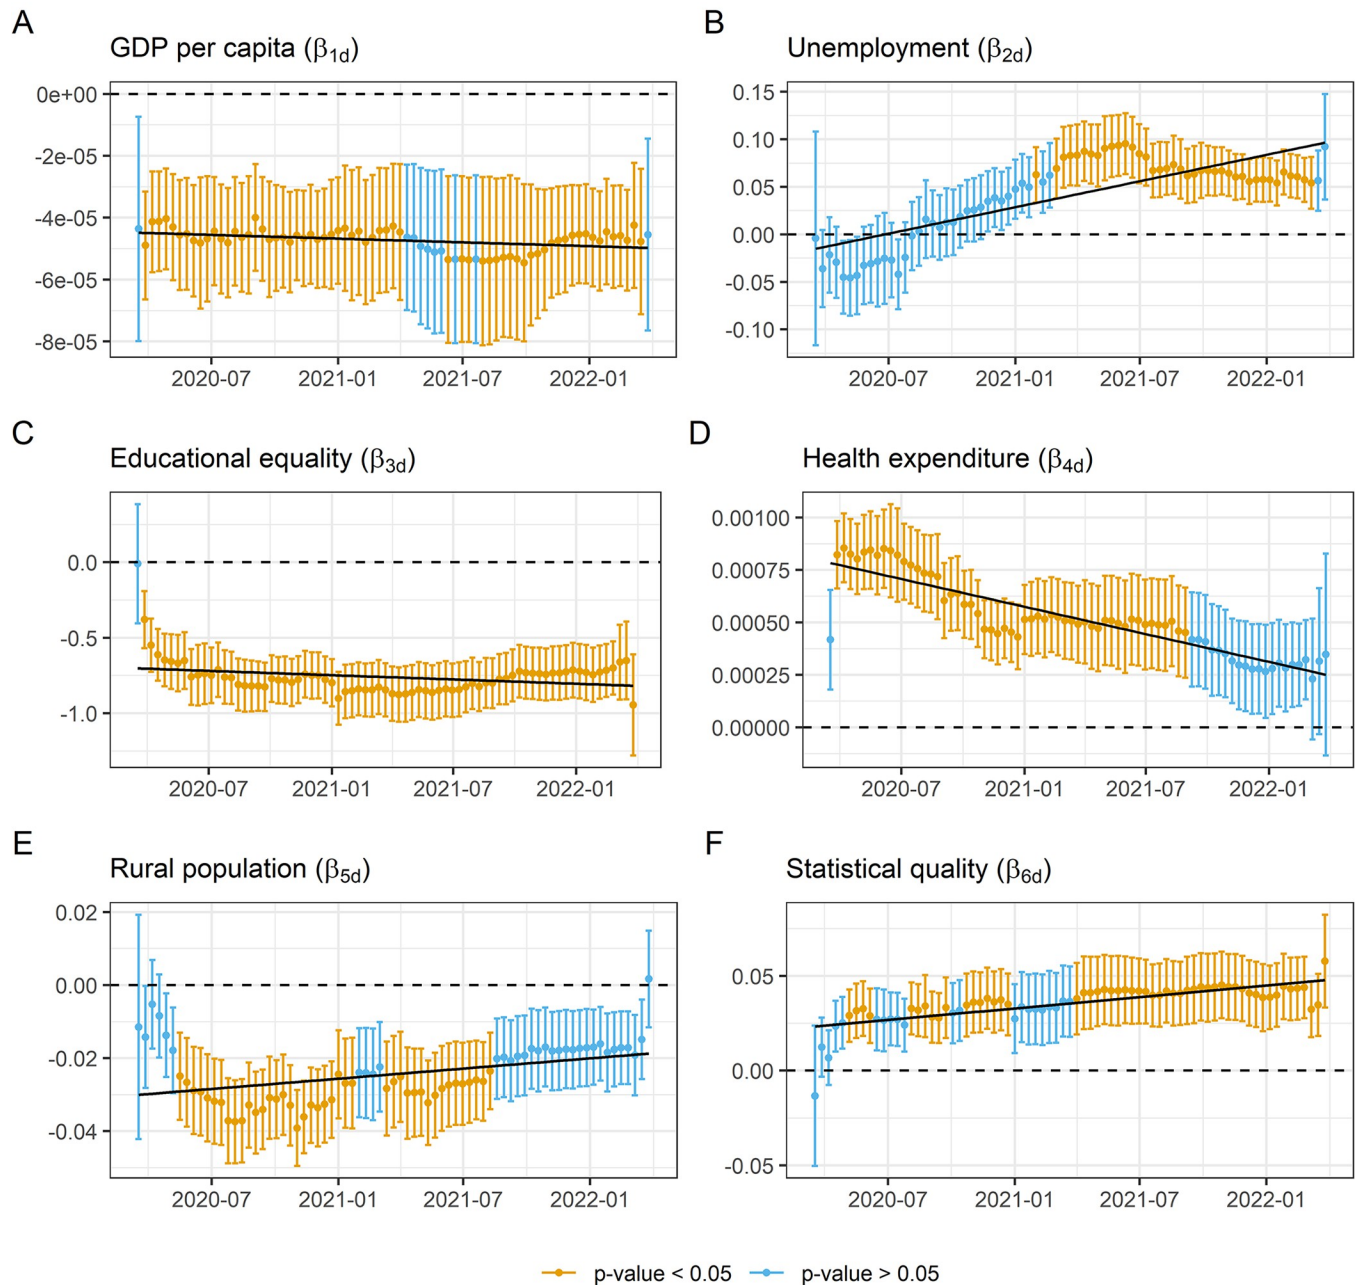 A
GDP per capita (β1d)
0e+00
-2e-05
-4e-05
-6e-05
-8e-05
2020-07 2021-01 2021-07 2022-01
B
Unemployment (β2d)
0.15
0.10
0.05
0.00
-0.05
-0.10
2020-07 2021-01 2021-07 2022-01
C
Educational equality (β3d)
0.0
-0.5
-1.0
2020-07 2021-01 2021-07 2022-01
D
Health expenditure (β4d)
0.00100
0.00075
0.00050
0.00025
0.00000
2020-07 2021-01 2021-07 2022-01
E
Rural population (β5d)
0.02
0.00
-0.02
-0.04
2020-07 2021-01 2021-07 2022-01
F
Statistical quality (β6d)
0.05
0.00
-0.05
2020-07 2021-01 2021-07 2022-01
p-value < 0.05 p-value > 0.05